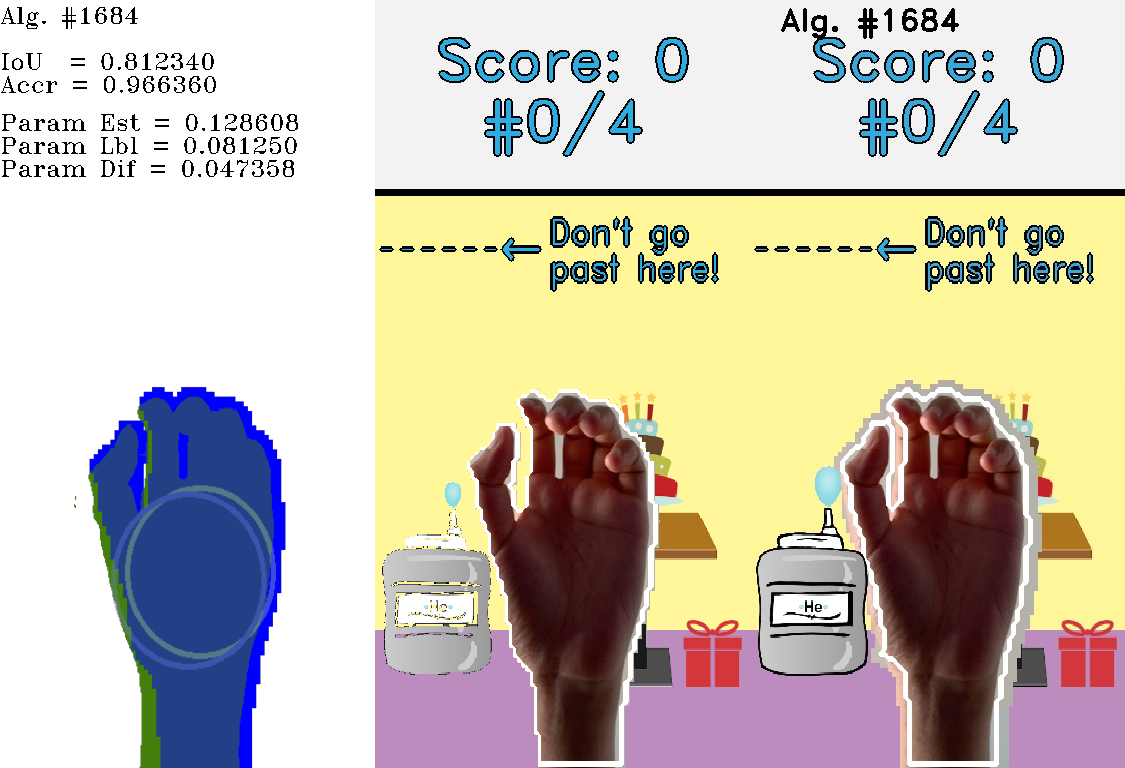 Alg. #1684
IoU = 0.812340
Accr = 0.966360
Param Est = 0.128608
Param Lbl = 0.081250
Param Dif = 0.047358
Score: 0
#0/4
Don't go
past here!
He
Alg. #1684
Score: 0
#0/4
Don't go
past here!
He